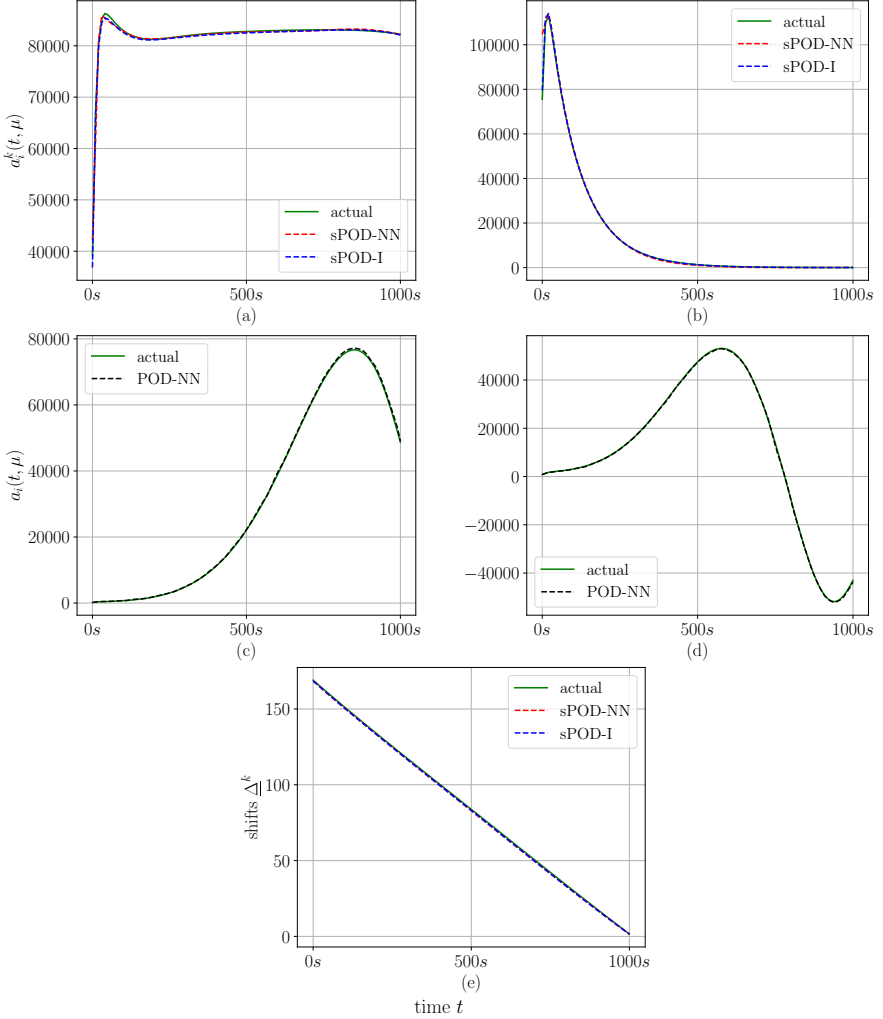 80000
70000
60000
50000
40000
a_i^k(t, μ)
actual
sPOD-NN
sPOD-I
0s
500s
1000s
(a)
100000
80000
60000
40000
20000
0
actual
sPOD-NN
sPOD-I
0s
500s
1000s
(b)
80000
60000
40000
20000
0
a_i(t, μ)
actual
POD-NN
0s
500s
1000s
(c)
40000
20000
0
−20000
−40000
actual
POD-NN
0s
500s
1000s
(d)
150
100
50
0
shifts Δ^k
actual
sPOD-NN
sPOD-I
0s
500s
1000s
(e)
time t